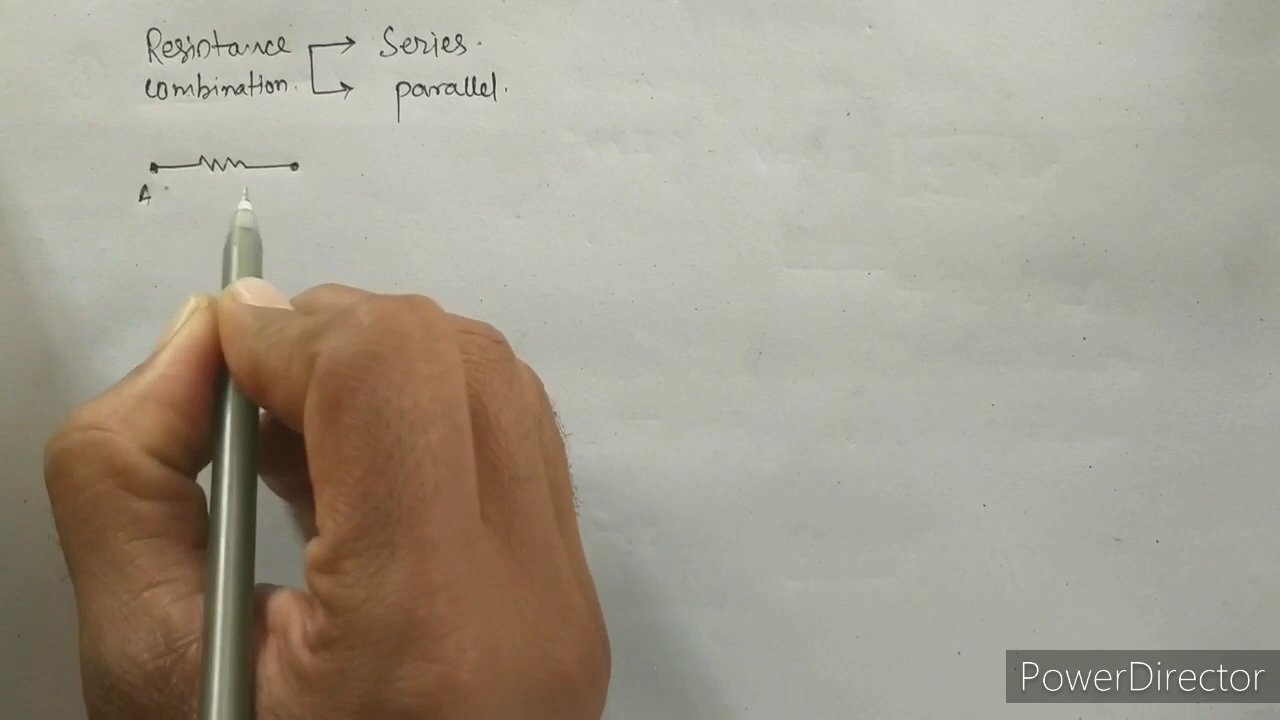 Resistance → Series.
combination. → parallel.
A
PowerDirector